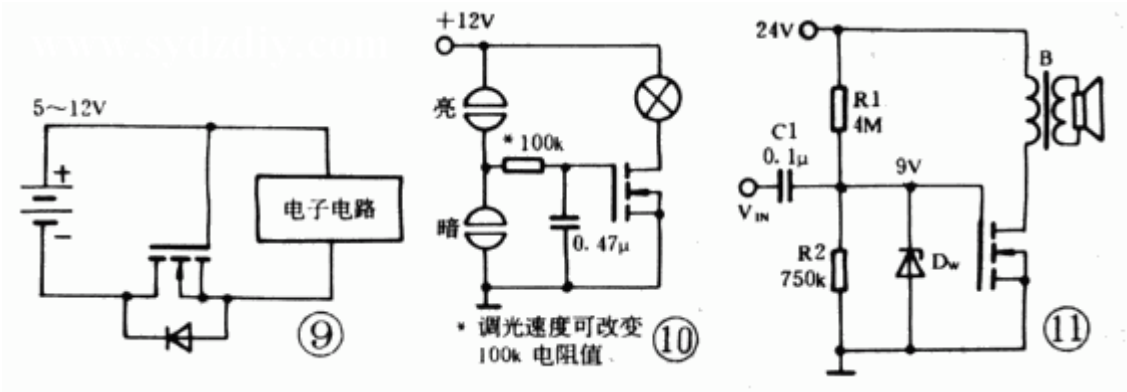 5～12V
+
-
电子电路
⑨
+12V
亮
* 100k
暗
0.47μ
* 调光速度可改变
100k 电阻值
⑩
24V
B
R1
4M
C1
0.1μ
9V
VIN
R2
750k
Dw
⑪